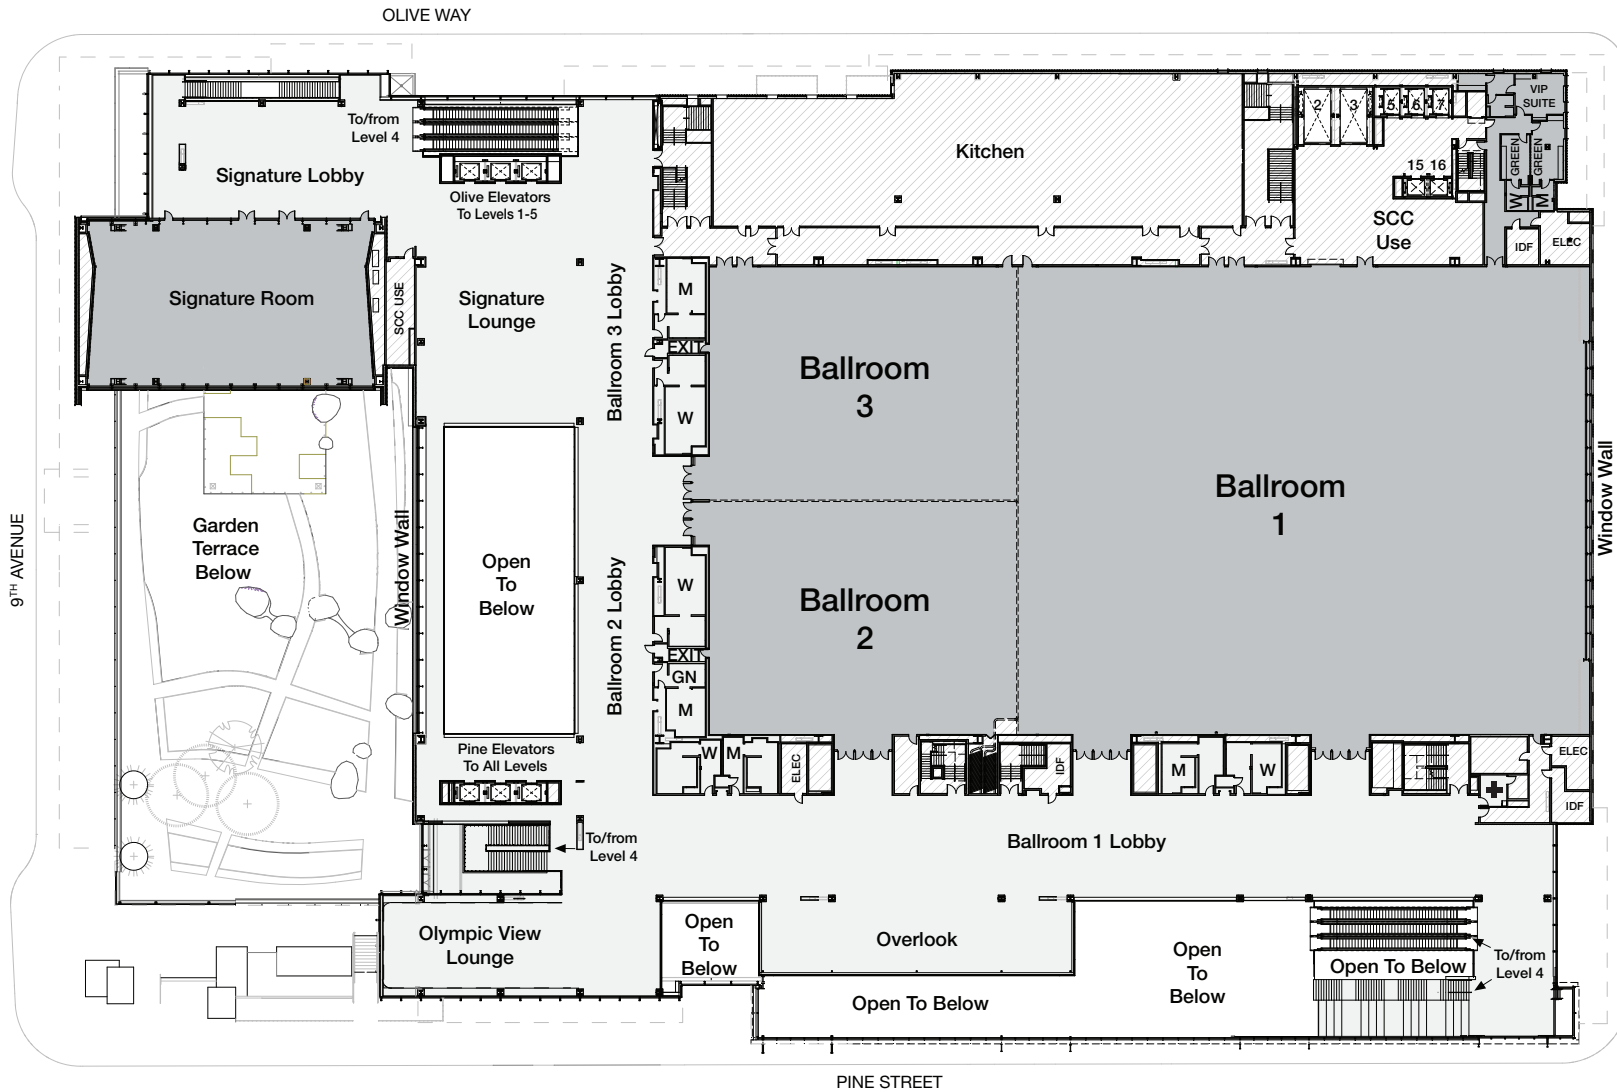 OLIVE WAY
To/from
Level 4
Signature Lobby
Olive Elevators
To Levels 1-5
Kitchen
2
3
5
6
7
15 16
SCC
Use
VIP
SUITE
GREEN
GREEN
W
M
IDF
ELEC
Signature Room
SCC USE
Signature
Lounge
Ballroom 3 Lobby
M
EXIT
W
Ballroom
3
Ballroom
1
Window Wall
9TH AVENUE
Garden
Terrace
Below
Window Wall
Open
To
Below
Ballroom 2 Lobby
W
EXIT
GN
M
Ballroom
2
Pine Elevators
To All Levels
W
M
ELEC
IDF
M
W
ELEC
IDF
To/from
Level 4
Ballroom 1 Lobby
Olympic View
Lounge
Open
To
Below
Overlook
Open To Below
Open
To
Below
Open To Below
To/from
Level 4
PINE STREET